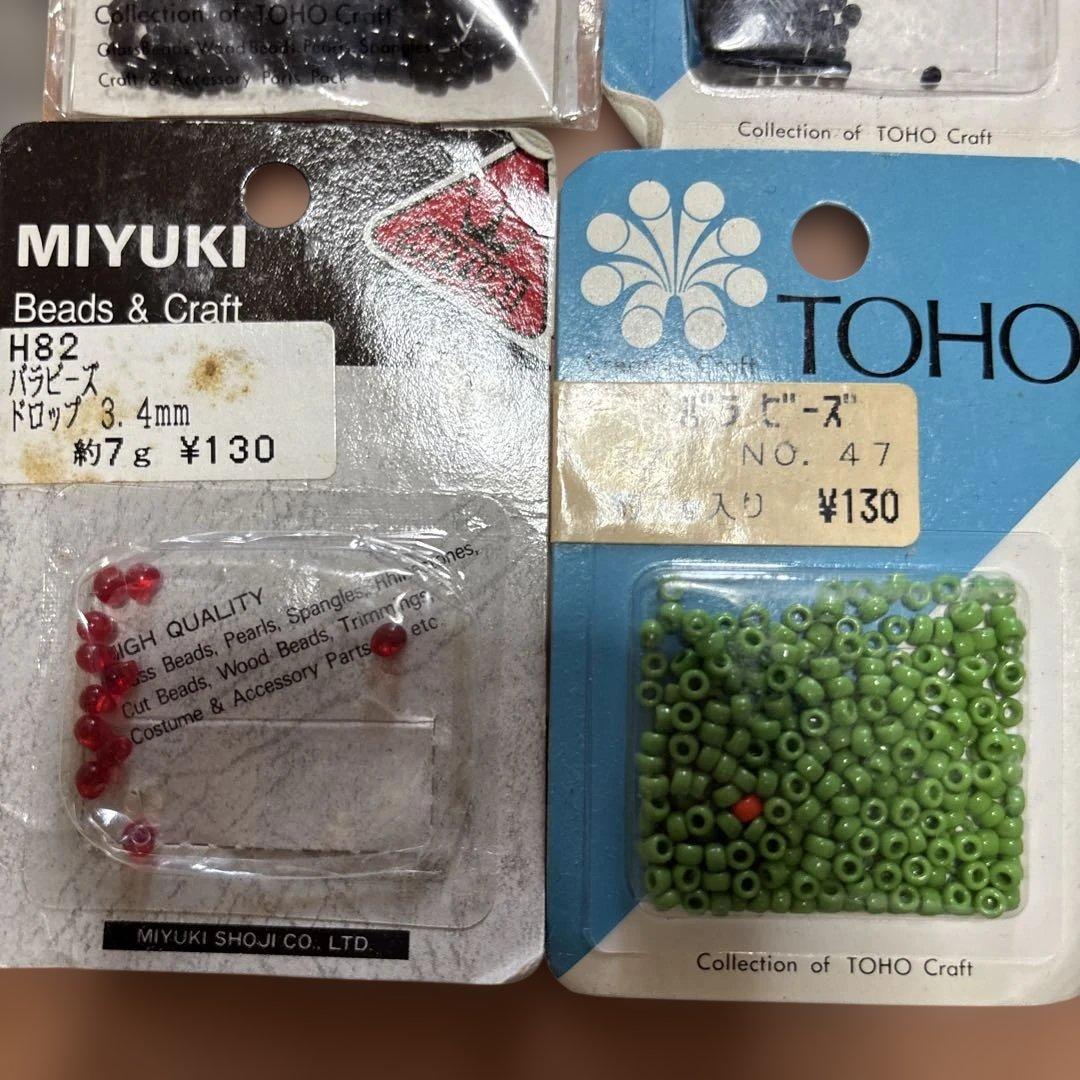 Collection of TOHO Craft
Glass Beads, Wood Beads, Pearls, Spangles, etc
Craft & Accessory Parts Pack
Collection of TOHO Craft
MIYUKI
Beads & Craft
H82
バラビーズ
ドロップ 3.4mm
約7g ¥130
HIGH QUALITY
Glass Beads, Pearls, Spangles, Rhinestones,
Cut Beads, Wood Beads, Trimmings,
Costume & Accessory Parts, etc.
MIYUKI SHOJI CO., LTD.
TOHO
Craft
バラ ビーズ
NO. 47
入り ¥130
Collection of TOHO Craft